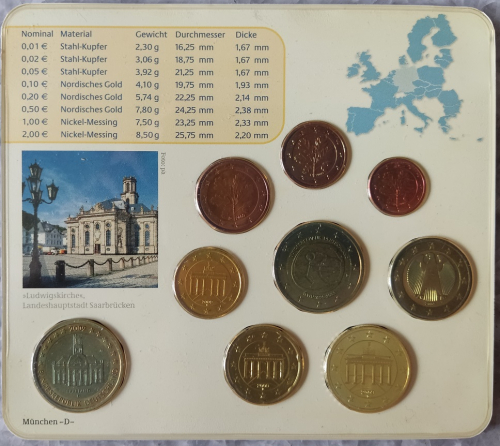 Nominal Material Gewicht Durchmesser Dicke
0,01 € Stahl-Kupfer 2,30 g 16,25 mm 1,67 mm
0,02 € Stahl-Kupfer 3,06 g 18,75 mm 1,67 mm
0,05 € Stahl-Kupfer 3,92 g 21,25 mm 1,67 mm
0,10 € Nordisches Gold 4,10 g 19,75 mm 1,93 mm
0,20 € Nordisches Gold 5,74 g 22,25 mm 2,14 mm
0,50 € Nordisches Gold 7,80 g 24,25 mm 2,38 mm
1,00 € Nickel-Messing 7,50 g 23,25 mm 2,33 mm
2,00 € Nickel-Messing 8,50 g 25,75 mm 2,20 mm
Foto: pa
»Ludwigskirche«,
Landeshauptstadt Saarbrücken
München –D–